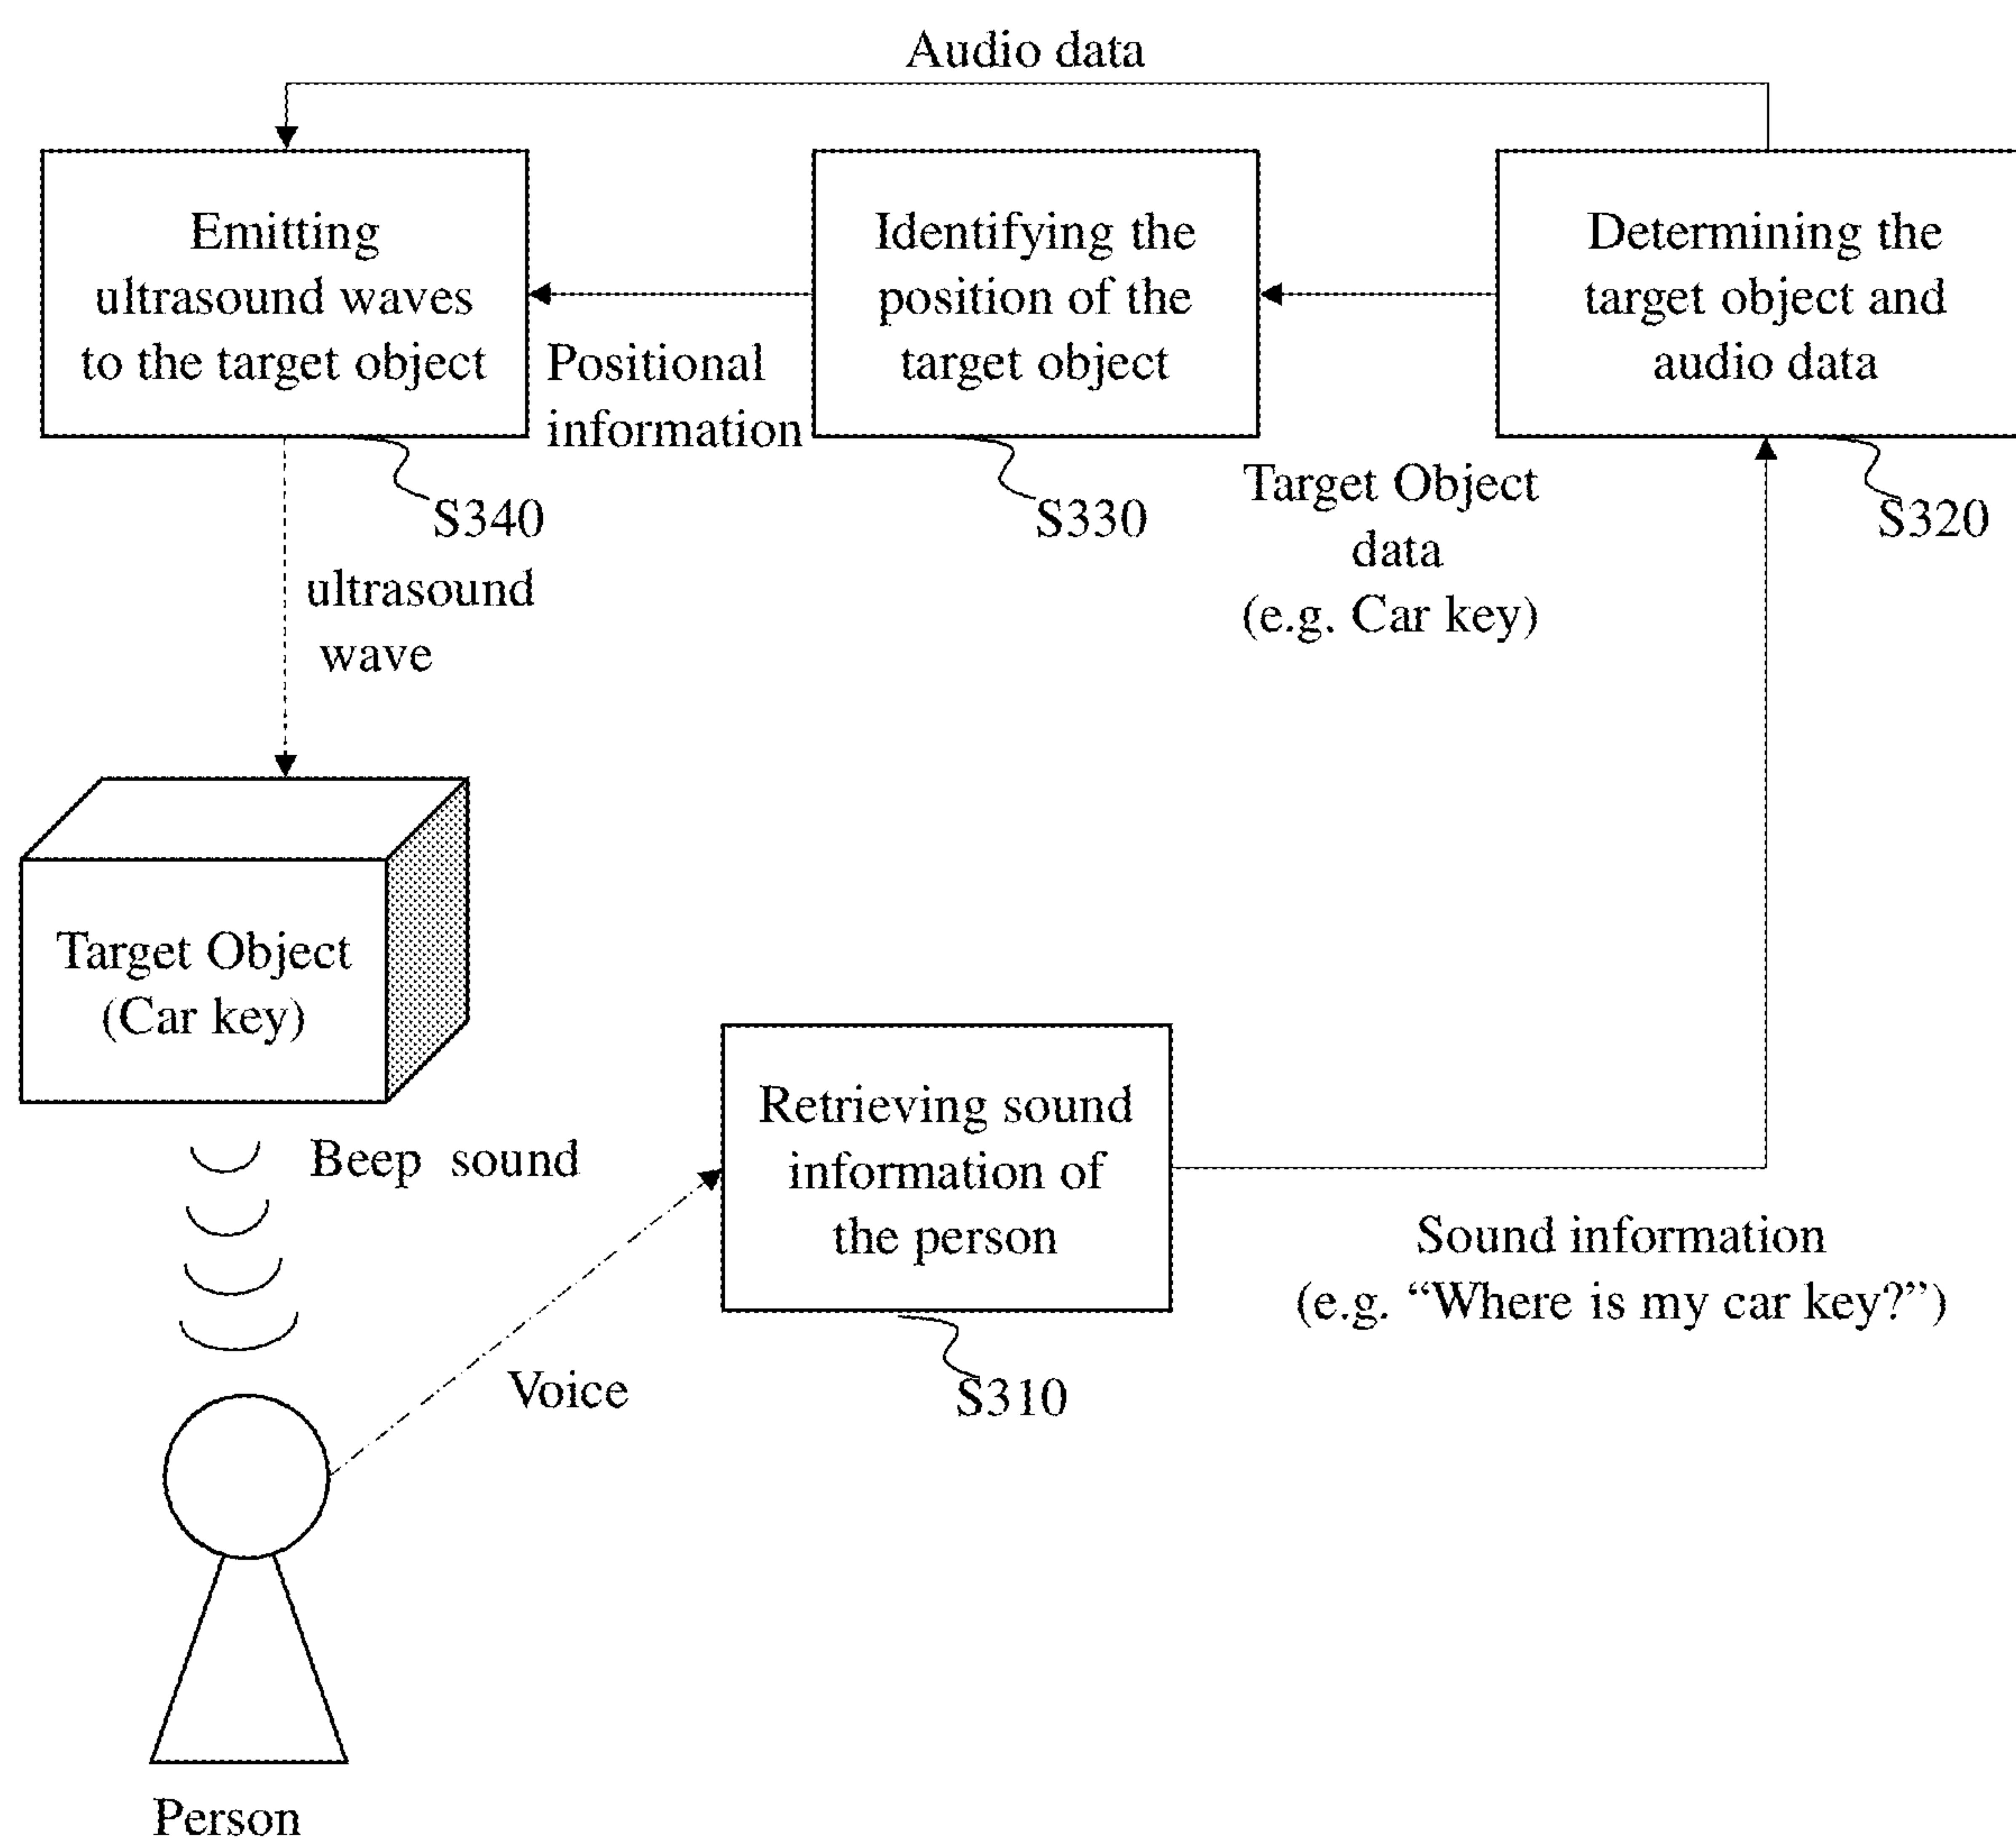 Audio data
Emitting
ultrasound waves
to the target object
Positional
information
Identifying the
position of the
target object
Determining the
target object and
audio data
S340
S330
Target Object
data
(e.g. Car key)
S320
ultrasound
wave
Target Object
(Car key)
Beep sound
Retrieving sound
information of
the person
Sound information
(e.g. “Where is my car key?”)
Voice
S310
Person